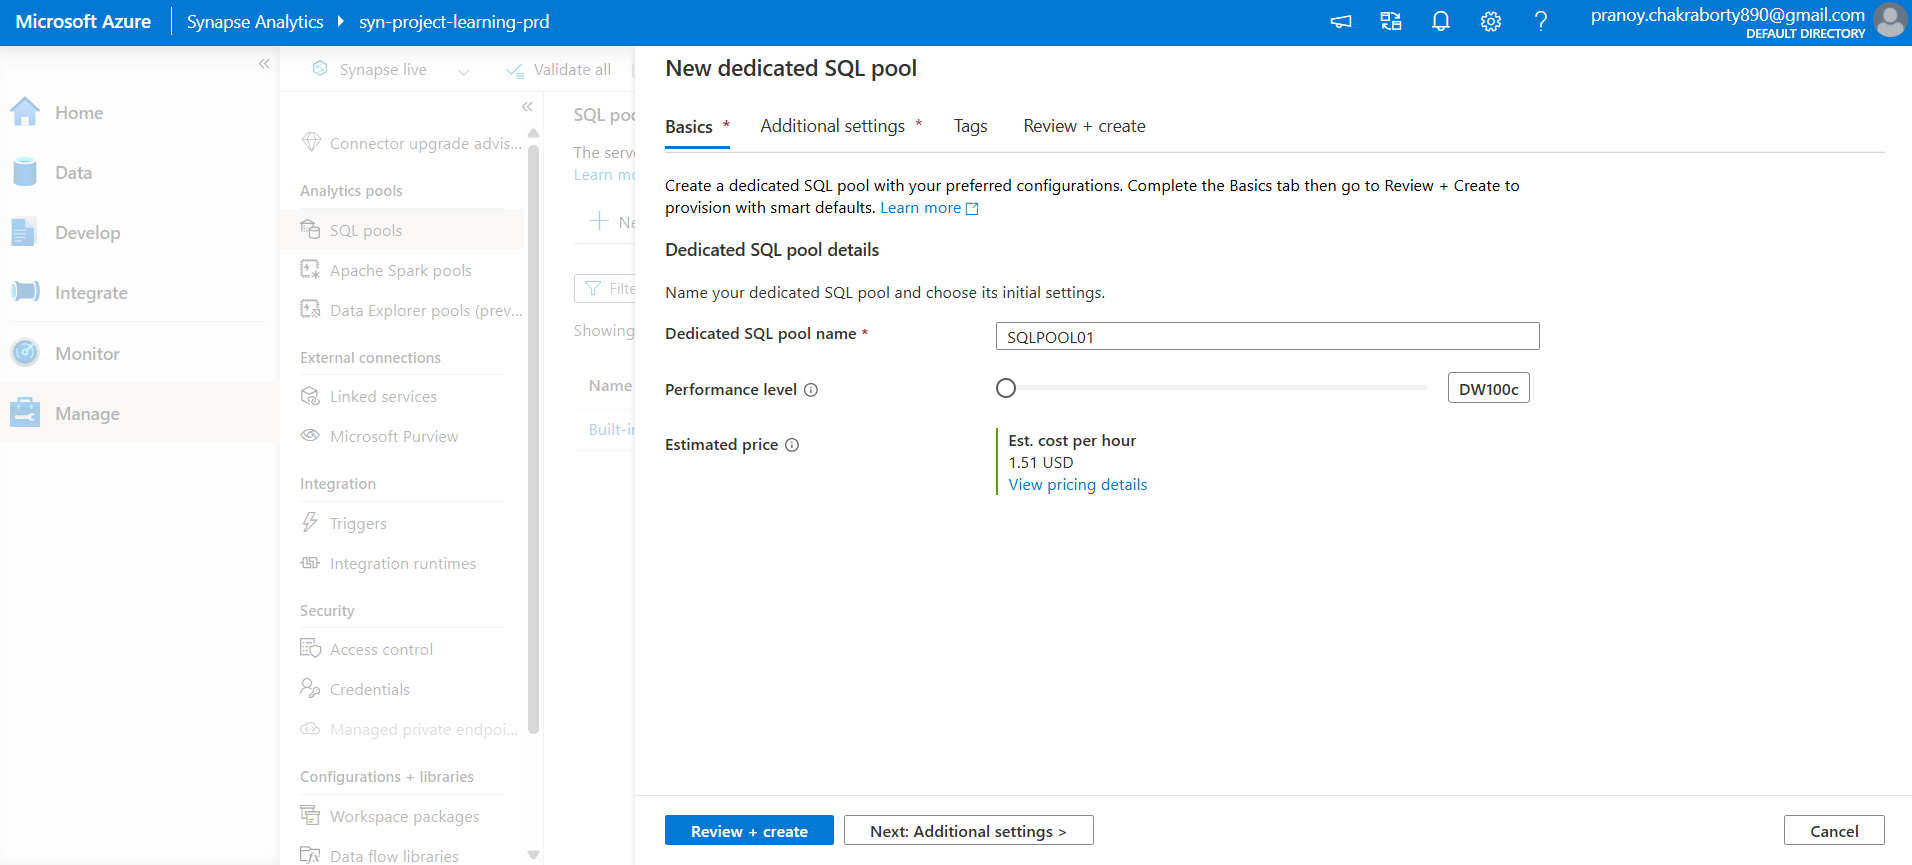 Microsoft Azure
Synapse Analytics
syn-project-learning-prd
pranoy.chakraborty890@gmail.com
DEFAULT DIRECTORY
Home
Data
Develop
Integrate
Monitor
Manage
Synapse live
Validate all
Connector upgrade advis...
Analytics pools
SQL pools
Apache Spark pools
Data Explorer pools (prev...
External connections
Linked services
Microsoft Purview
Integration
Triggers
Integration runtimes
Security
Access control
Credentials
Managed private endpoi...
Configurations + libraries
Workspace packages
Data flow libraries
SQL
The
Learn
Showing
Name
New dedicated SQL pool
Basics *
Additional settings *
Tags
Review + create
Create a dedicated SQL pool with your preferred configurations. Complete the Basics tab then go to Review + Create to
provision with smart defaults. Learn more
Dedicated SQL pool details
Name your dedicated SQL pool and choose its initial settings.
Dedicated SQL pool name *
SQLPOOL01
Performance level
DW100c
Estimated price
Est. cost per hour
1.51 USD
View pricing details
Review + create
Next: Additional settings >
Cancel